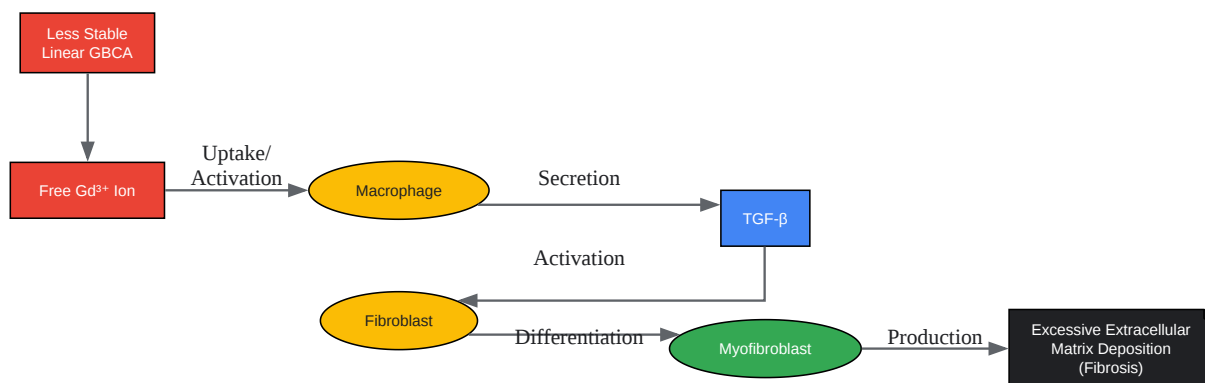 Less Stable
Linear GBCA
Free Gd³⁺ Ion
Uptake/
Activation
Macrophage
Secretion
TGF-β
Activation
Fibroblast
Differentiation
Myofibroblast
Production
Excessive Extracellular
Matrix Deposition
(Fibrosis)